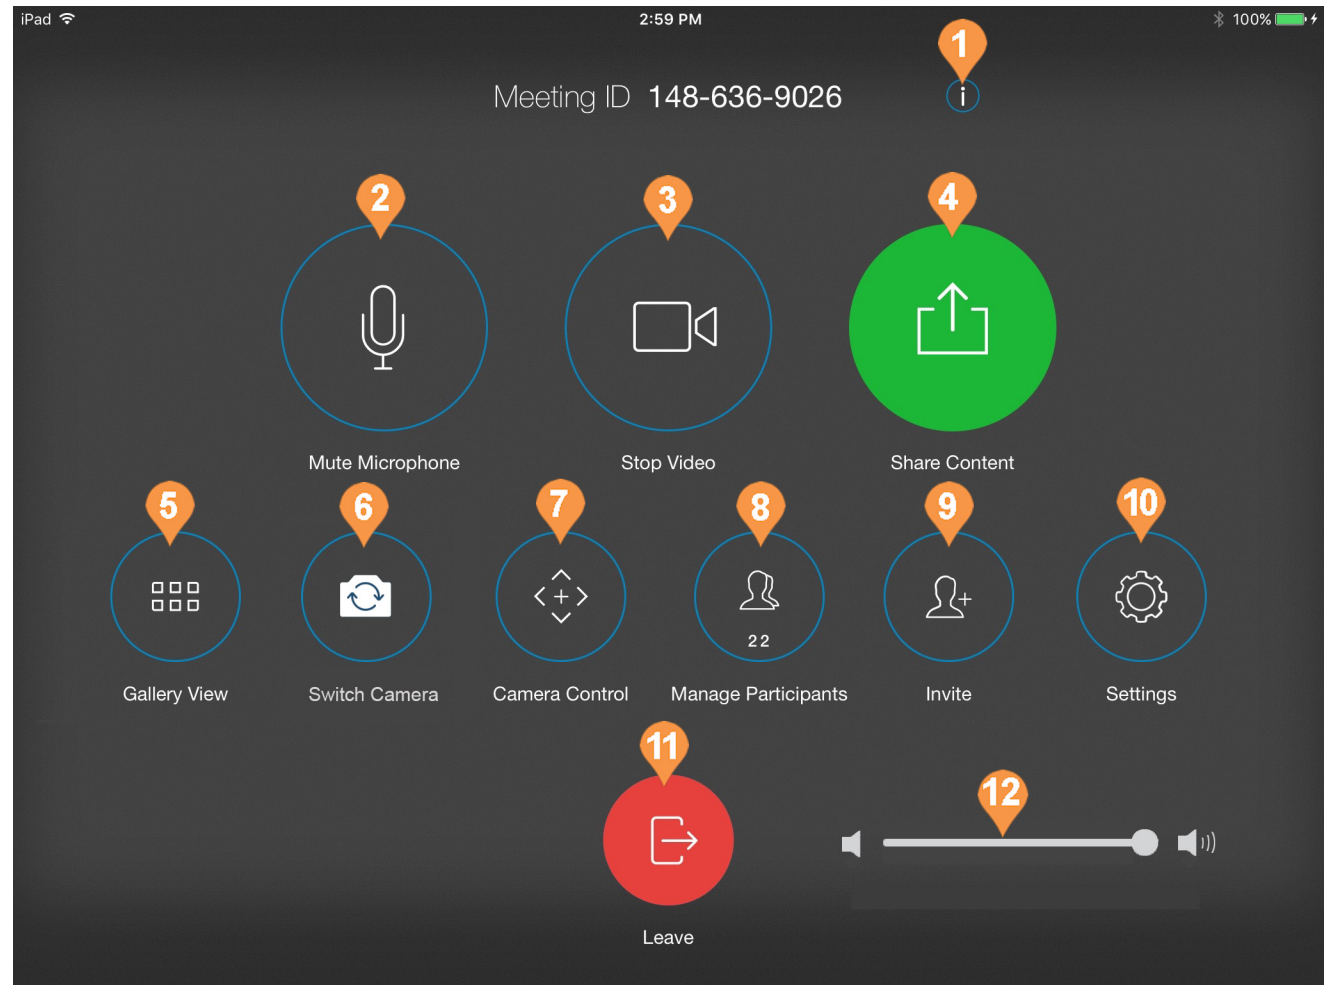 iPad 2:59 PM 100%
1
Meeting ID 148-636-9026 i
2 3 4
Mute Microphone Stop Video Share Content
5 6 7 8 9 10
22
Gallery View Switch Camera Camera Control Manage Participants Invite Settings
11
12
Leave